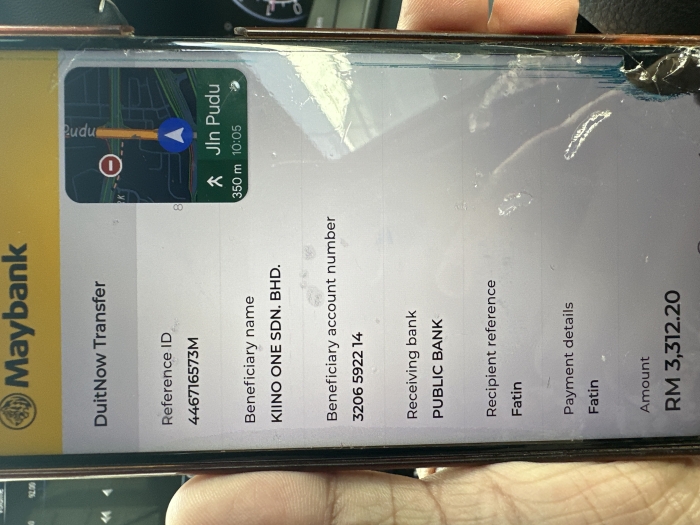 Maybank
Pudu
Jln Pudu
350 m 10:05
DuitNow Transfer
8
Reference ID
446716573M
Beneficiary name
KIINO ONE SDN. BHD.
Beneficiary account number
3206 5922 14
Receiving bank
PUBLIC BANK
Recipient reference
Fatin
Payment details
Fatin
Amount
RM 3,312.20